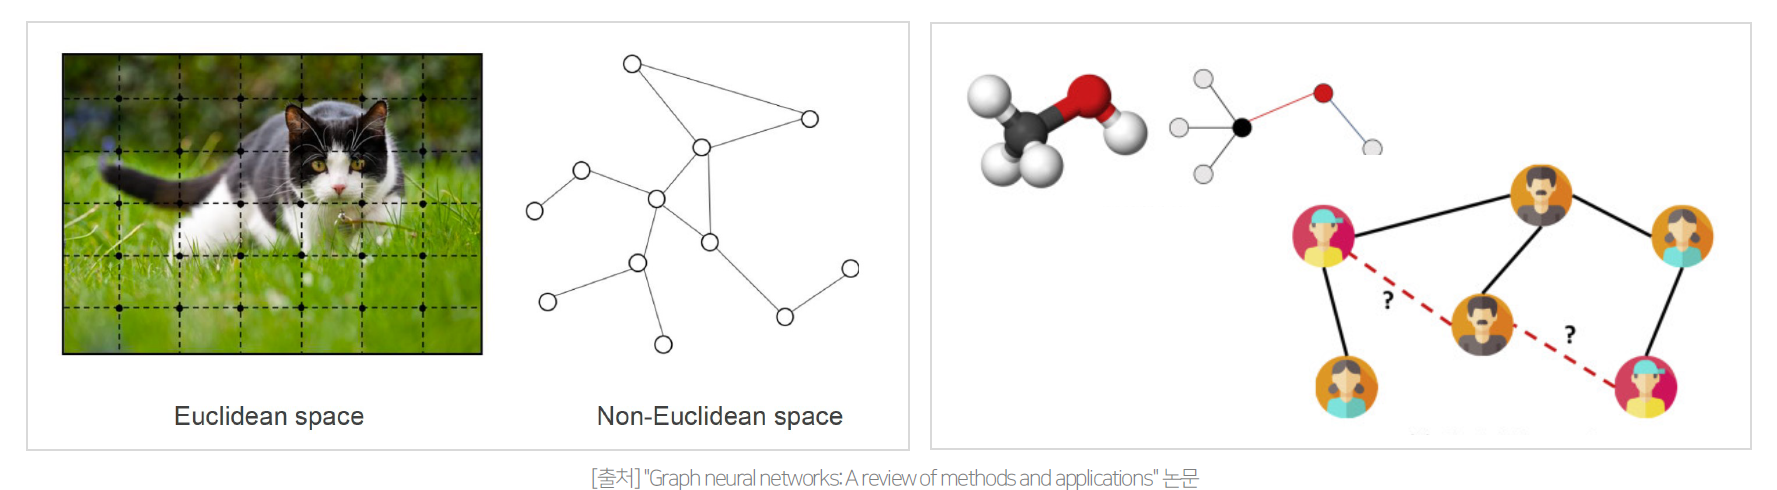 ?
?
Euclidean space
Non-Euclidean space
[출처] "Graph neural networks: A review of methods and applications" 논문